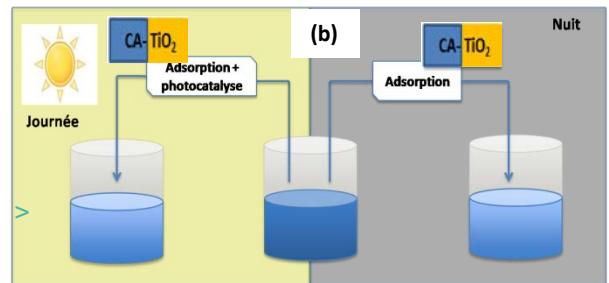 (b)
Nuit
CA-TiO₂
Adsorption +
photocatalyse
Journée
CA-TiO₂
Adsorption
>